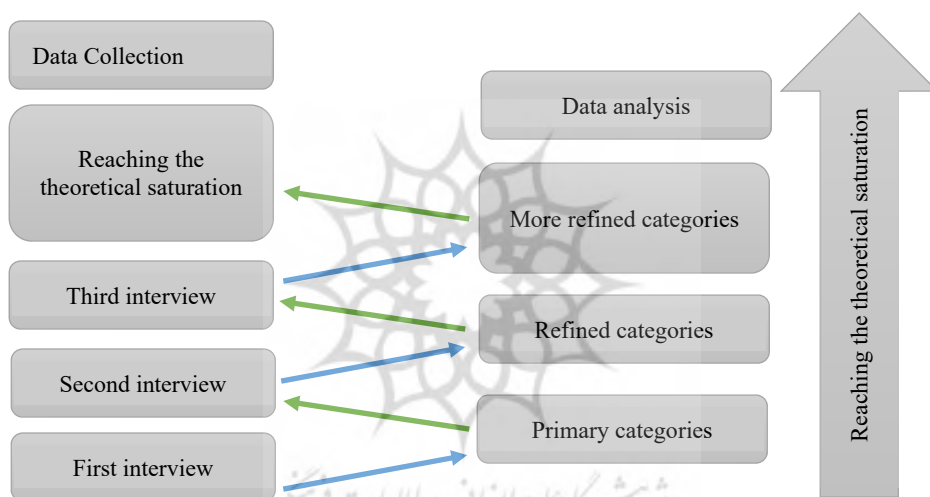 Data Collection
Reaching the
theoretical saturation
Third interview
Second interview
First interview
Data analysis
More refined categories
Refined categories
Primary categories
Reaching the theoretical saturation